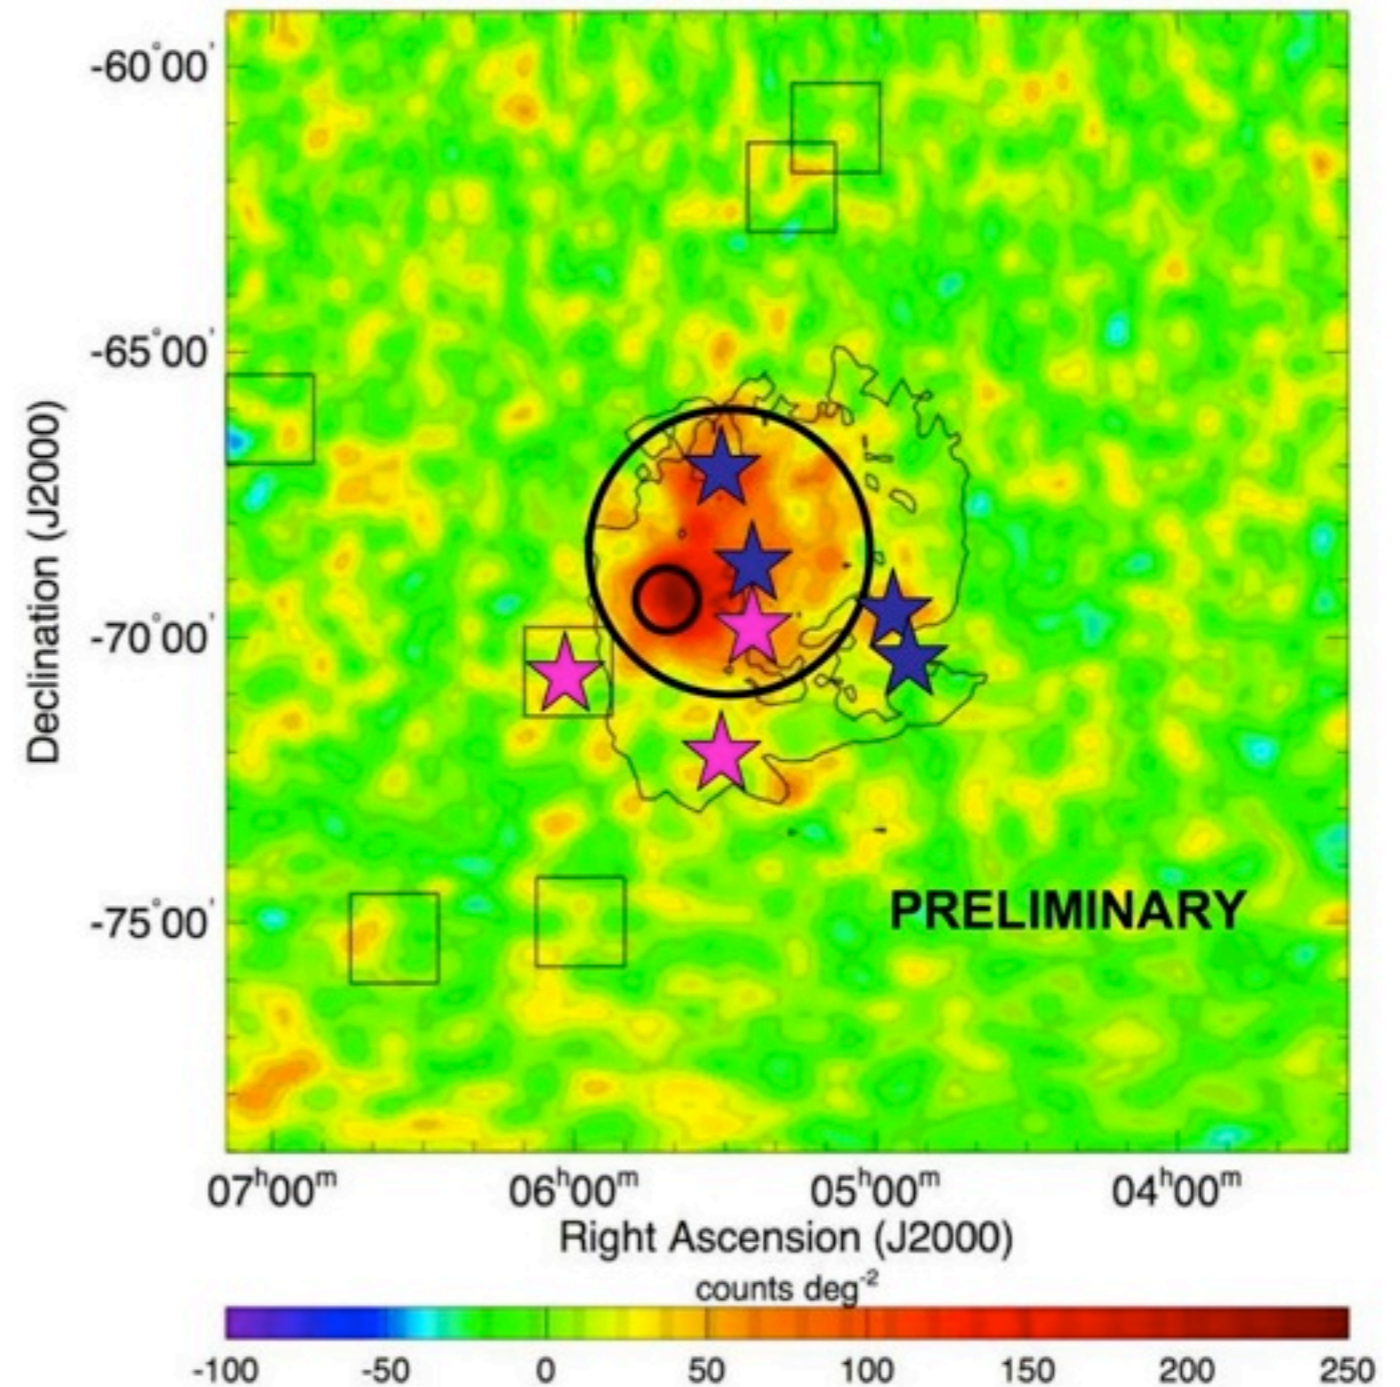 -60°00'
-65°00'
-70°00'
-75°00'
Declination (J2000)
PRELIMINARY
07ʰ00ᵐ 06ʰ00ᵐ 05ʰ00ᵐ 04ʰ00ᵐ
Right Ascension (J2000)
counts deg⁻²
-100 -50 0 50 100 150 200 250